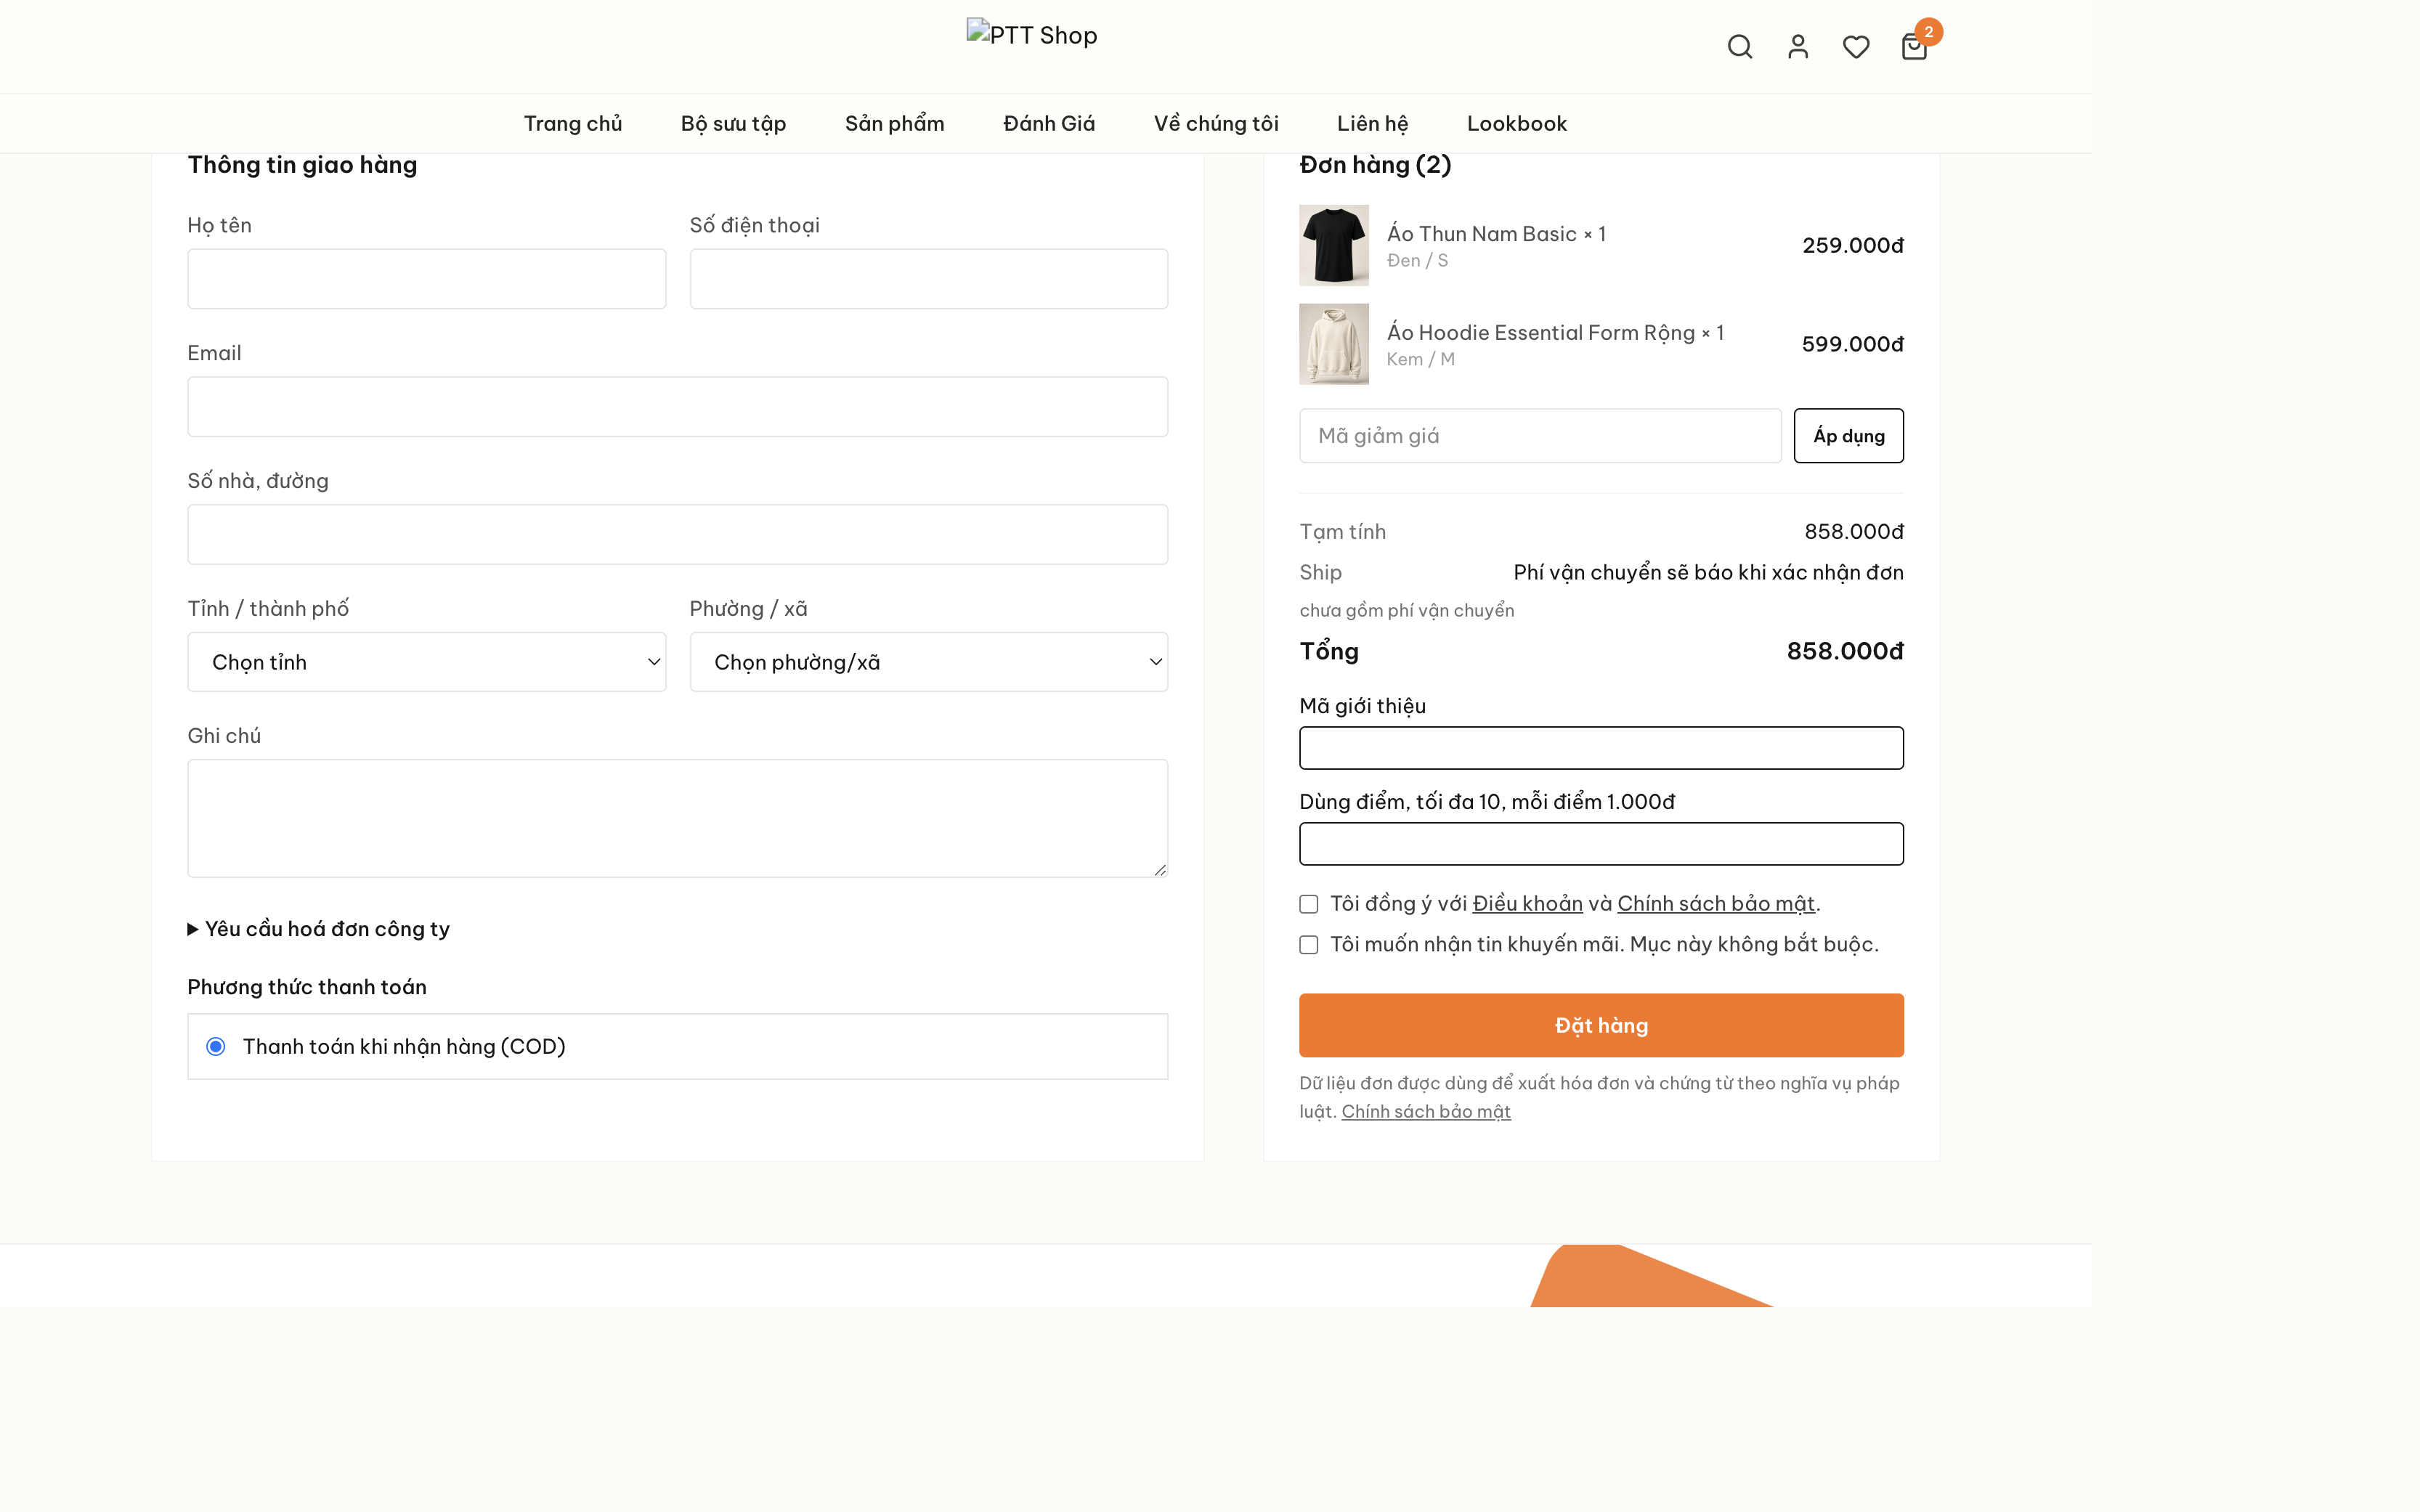 PTT Shop
2
Trang chủ
Bộ sưu tập
Sản phẩm
Đánh Giá
Về chúng tôi
Liên hệ
Lookbook
Thông tin giao hàng
Họ tên
Số điện thoại
Email
Số nhà, đường
Tỉnh / thành phố
Phường / xã
Chọn tỉnh
Chọn phường/xã
Ghi chú
Yêu cầu hoá đơn công ty
Phương thức thanh toán
Thanh toán khi nhận hàng (COD)
Đơn hàng (2)
Áo Thun Nam Basic × 1
Đen / S
259.000đ
Áo Hoodie Essential Form Rộng × 1
Kem / M
599.000đ
Mã giảm giá
Áp dụng
Tạm tính
858.000đ
Ship
Phí vận chuyển sẽ báo khi xác nhận đơn
chưa gồm phí vận chuyển
Tổng
858.000đ
Mã giới thiệu
Dùng điểm, tối đa 10, mỗi điểm 1.000đ
Tôi đồng ý với Điều khoản và Chính sách bảo mật.
Tôi muốn nhận tin khuyến mãi. Mục này không bắt buộc.
Đặt hàng
Dữ liệu đơn được dùng để xuất hóa đơn và chứng từ theo nghĩa vụ pháp
luật. Chính sách bảo mật